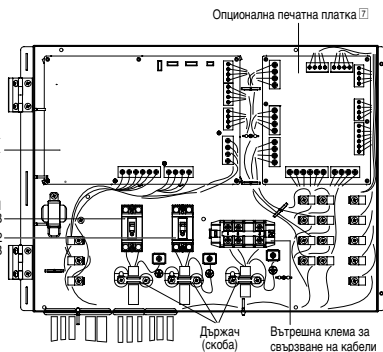 Опционална печатна платка 7
Държач
(скоба)
Вътрешна клема за
свързване на кабели